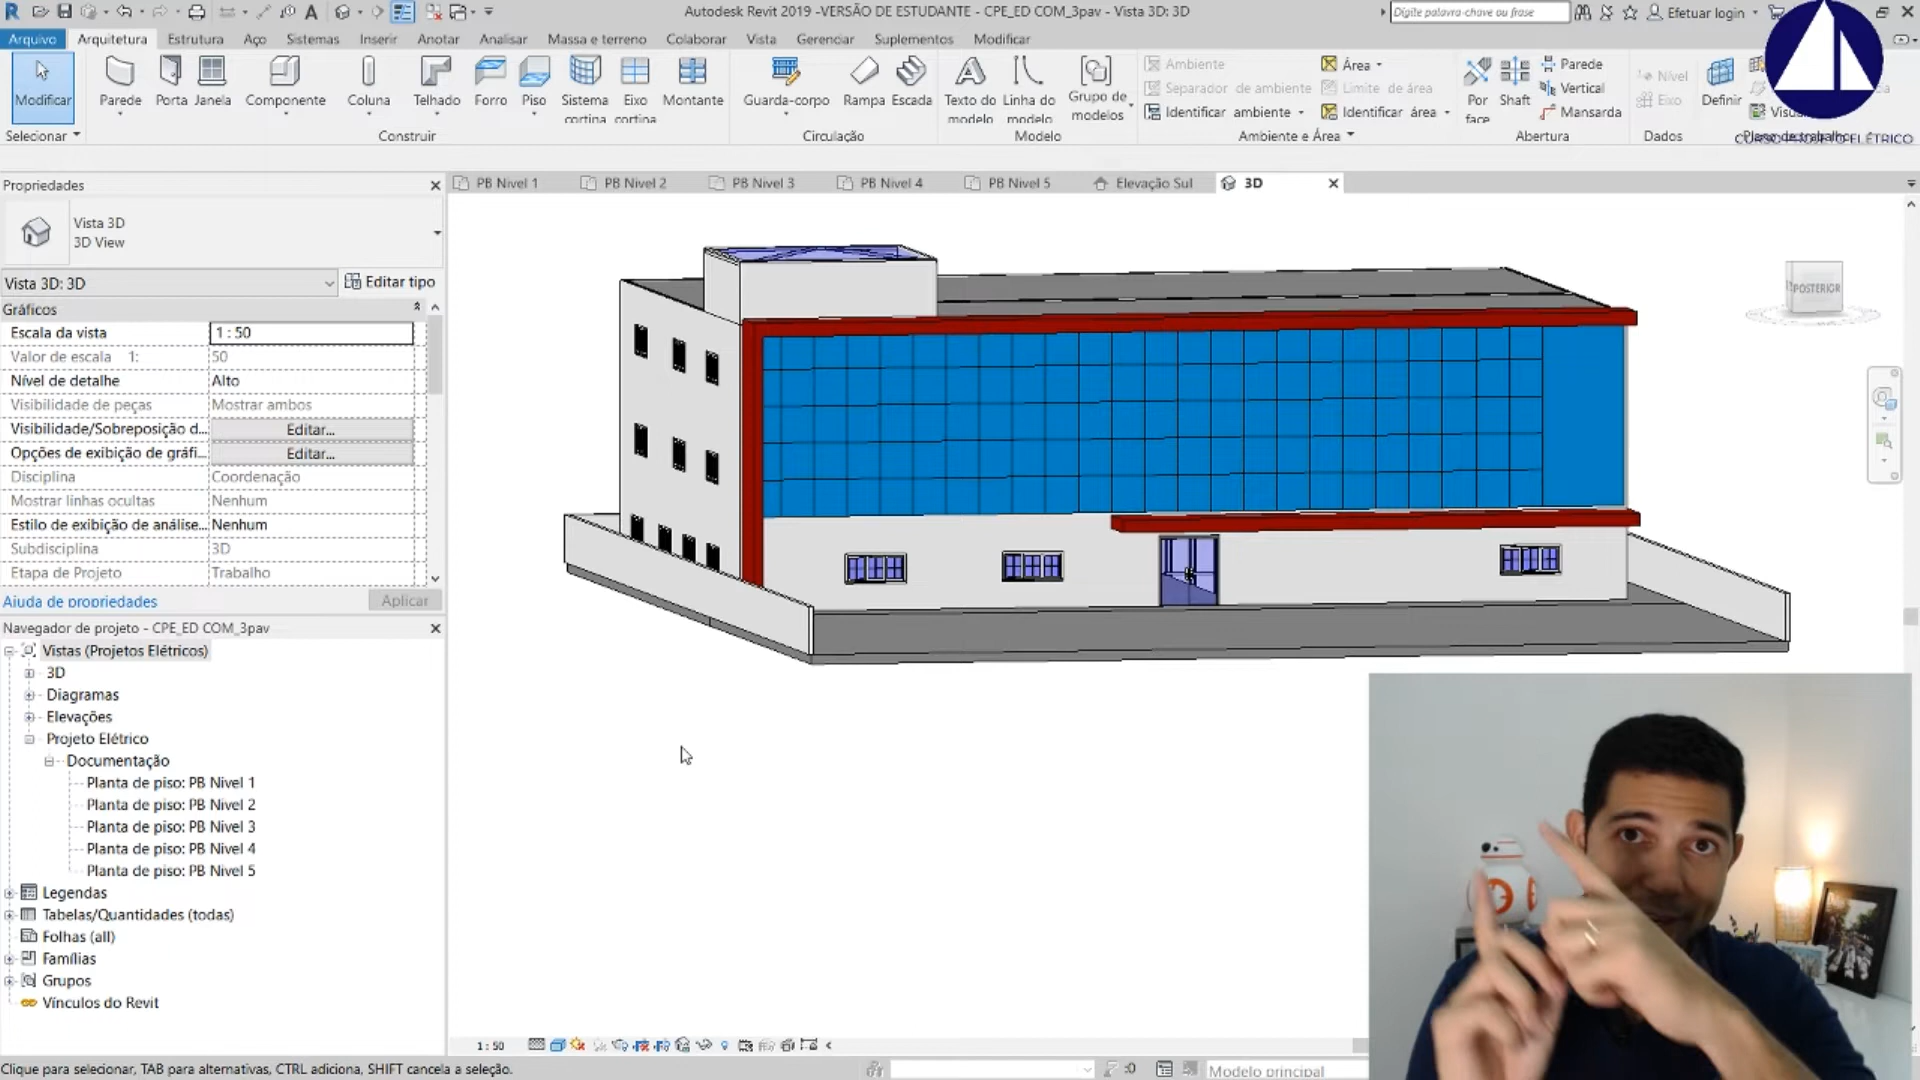 Autodesk Revit 2019 -VERSÃO DE ESTUDANTE - CPE_ED COM_3pav - Vista 3D: 3D
Digite palavra-chave ou frase
Efetuar login
Arquivo Arquitetura Estrutura Aço Sistemas Inserir Anotar Analisar Massa e terreno Colaborar Vista Gerenciar Suplementos Modificar
Modificar
Parede Porta Janela Componente Coluna Telhado Forro Piso Sistema cortina Eixo cortina Montante
Guarda-corpo Rampa Escada
Texto do modelo Linha do modelo Grupo de modelos
Ambiente
Separador de ambiente
Identificar ambiente
Área
Limite de área
Identificar área
Por face Shaft
Parede
Vertical
Mansarda
Nível
Eixo
Definir
Selecionar Construir Circulação Modelo Ambiente e Área Abertura Dados
CURSO PROJETO ELÉTRICO
Propriedades
PB Nivel 1 PB Nivel 2 PB Nivel 3 PB Nivel 4 PB Nivel 5 Elevação Sul 3D
Vista 3D
3D View
Vista 3D: 3D Editar tipo
Gráficos
Escala da vista 1 : 50
Valor de escala 1: 50
Nível de detalhe Alto
Visibilidade de peças Mostrar ambos
Visibilidade/Sobreposição d... Editar...
Opções de exibição de gráfi... Editar...
Disciplina Coordenação
Mostrar linhas ocultas Nenhum
Estilo de exibição de análise... Nenhum
Subdisciplina 3D
Etapa de Projeto Trabalho
Ajuda de propriedades Aplicar
POSTERIOR
Navegador de projeto - CPE_ED COM_3pav
Vistas (Projetos Elétricos)
3D
Diagramas
Elevações
Projeto Elétrico
Documentação
Planta de piso: PB Nivel 1
Planta de piso: PB Nivel 2
Planta de piso: PB Nivel 3
Planta de piso: PB Nivel 4
Planta de piso: PB Nivel 5
Legendas
Tabelas/Quantidades (todas)
Folhas (all)
Famílias
Grupos
Vínculos do Revit
1 : 50
Clique para selecionar, TAB para alternativas, CTRL adiciona, SHIFT cancela a seleção.
:0
Modelo principal